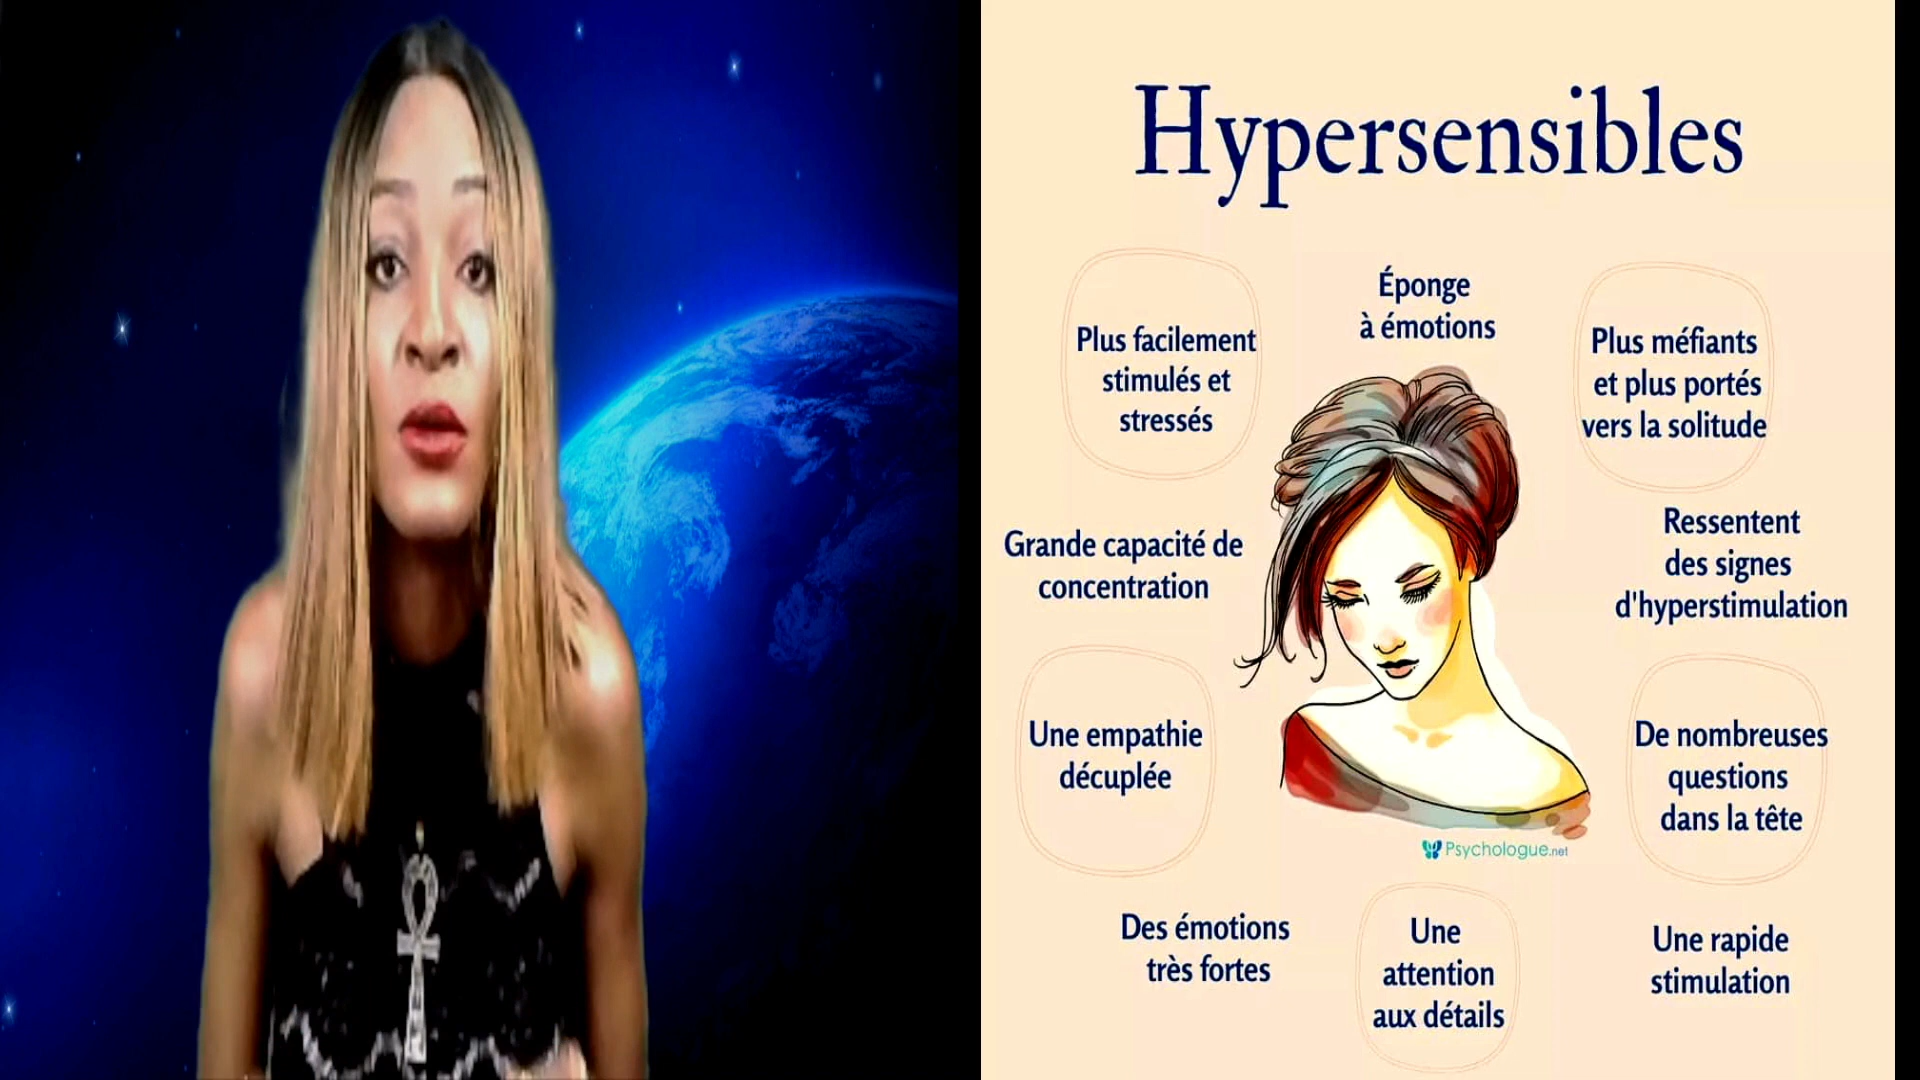 Hypersensibles
Éponge
à émotions
Plus facilement
stimulés et
stressés
Plus méfiants
et plus portés
vers la solitude
Grande capacité de
concentration
Ressentent
des signes
d'hyperstimulation
Une empathie
décuplée
De nombreuses
questions
dans la tête
Psychologue.net
Des émotions
très fortes
Une
attention
aux détails
Une rapide
stimulation